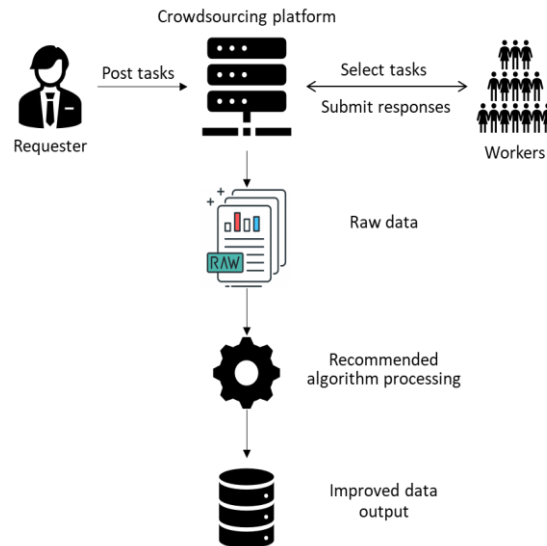 Crowdsourcing platform
Post tasks
Select tasks
Submit responses
Requester
Workers
RAW
Raw data
Recommended
algorithm processing
Improved data
output